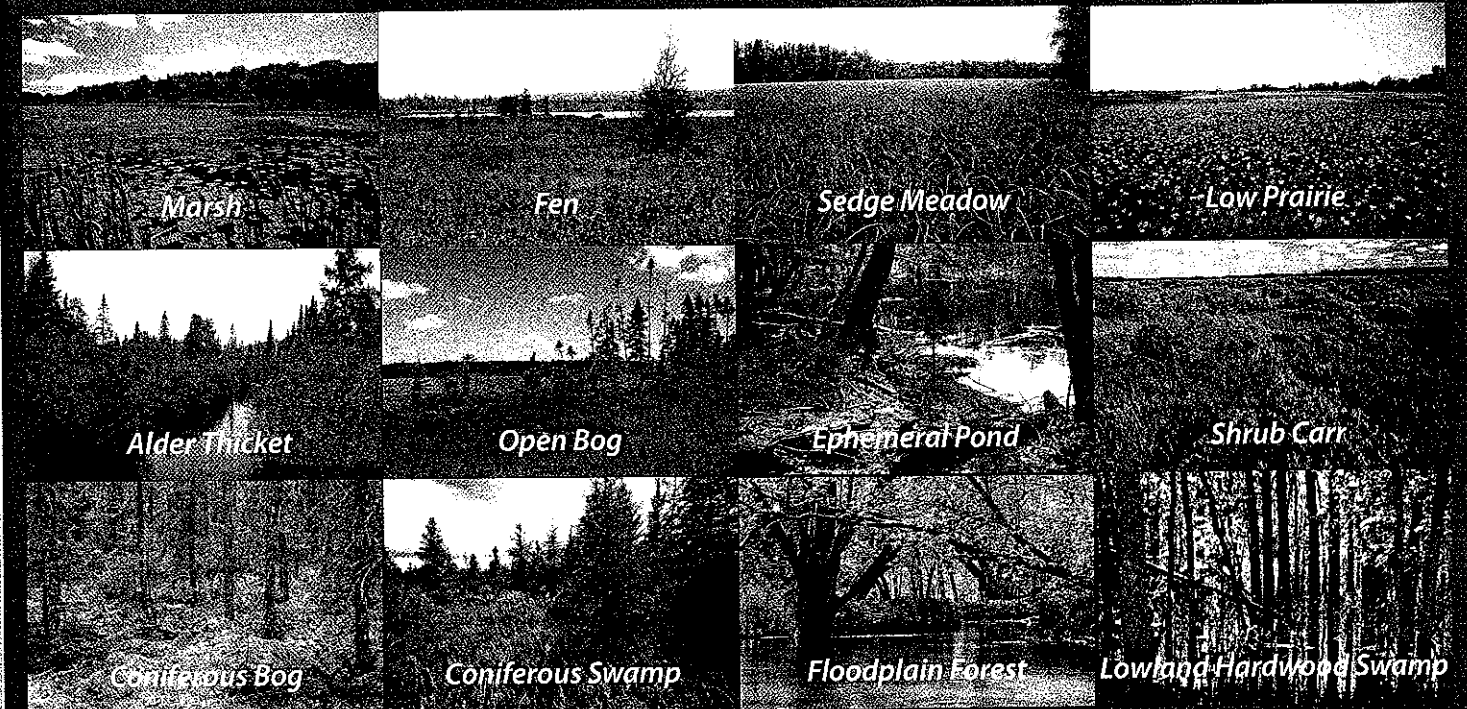 Marsh
Fen
Sedge Meadow
Low Prairie
Alder Thicket
Open Bog
Ephemeral Pond
Shrub Carr
Coniferous Bog
Coniferous Swamp
Floodplain Forest
Lowland Hardwood Swamp